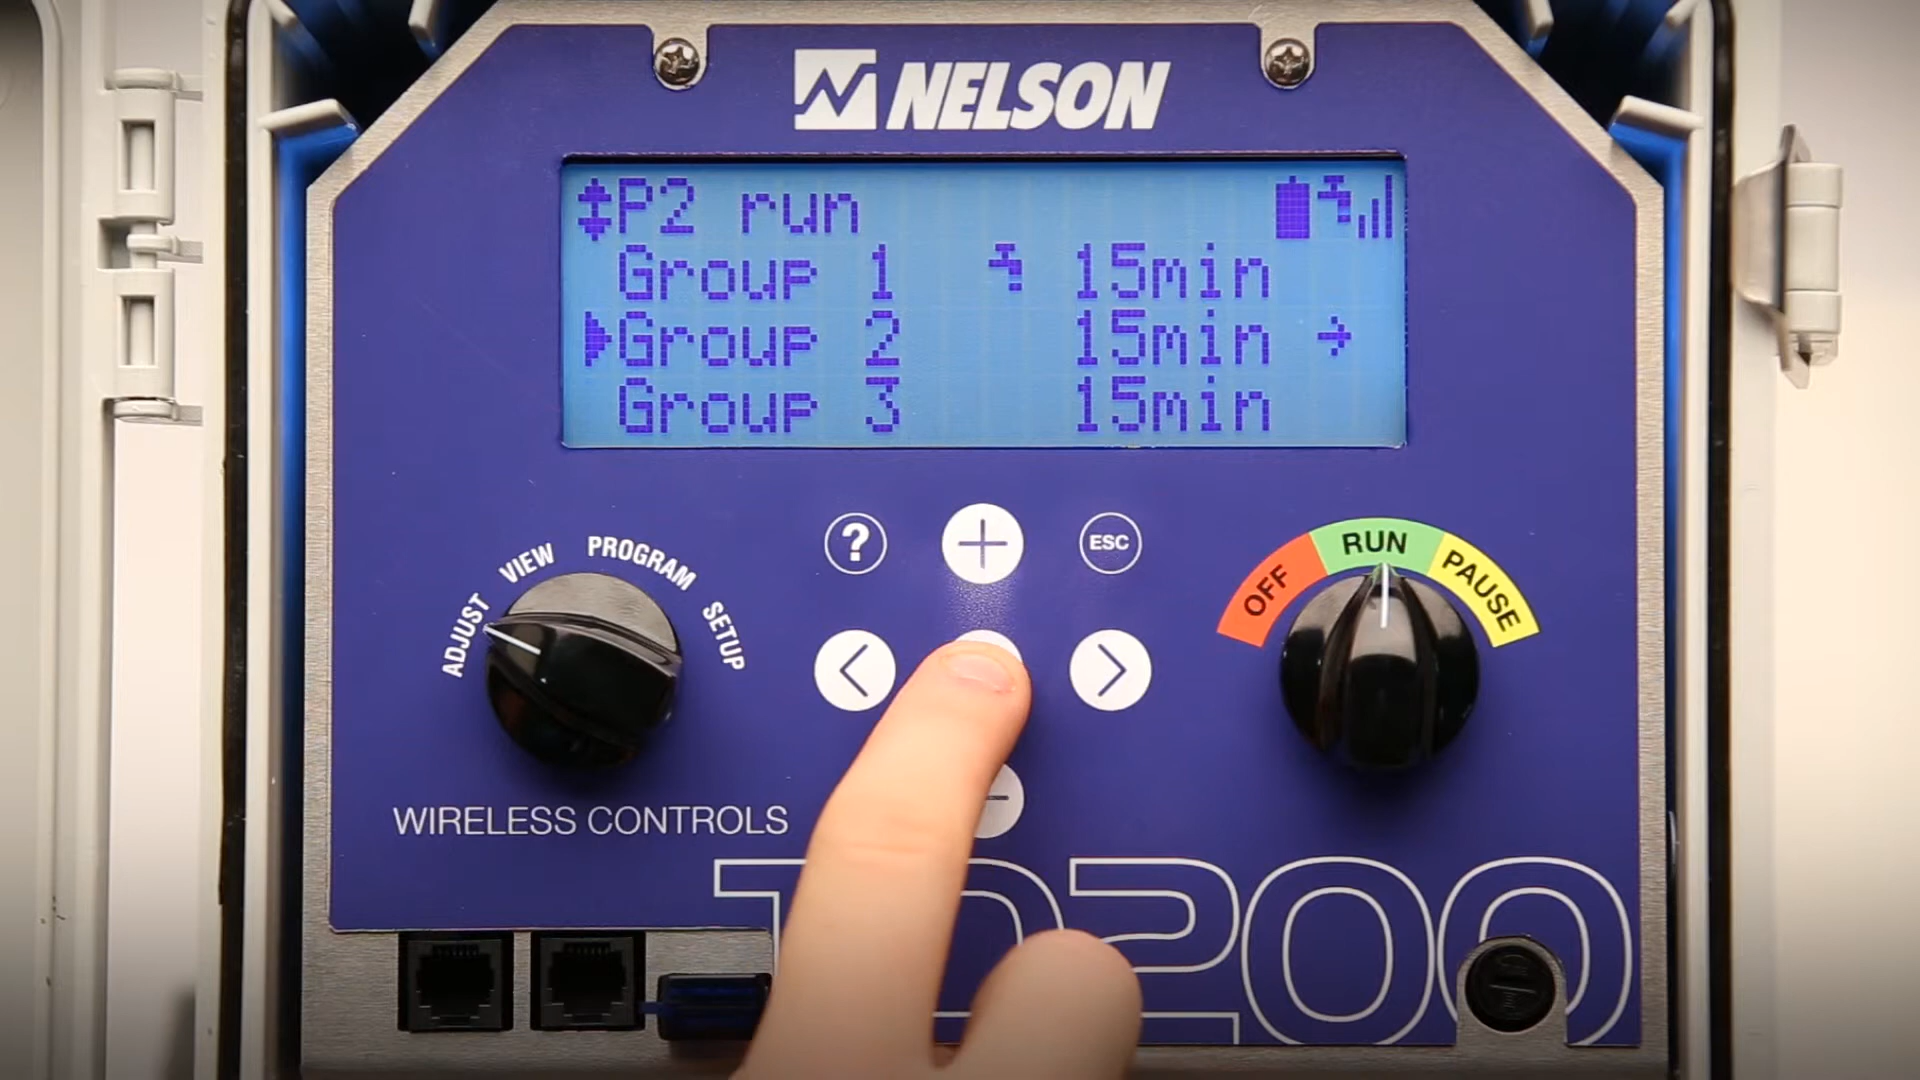 NELSON
P2 run
Group 1 15min
Group 2 15min →
Group 3 15min
ADJUST VIEW PROGRAM SETUP
? + ESC
< >
-
OFF RUN PAUSE
WIRELESS CONTROLS
200